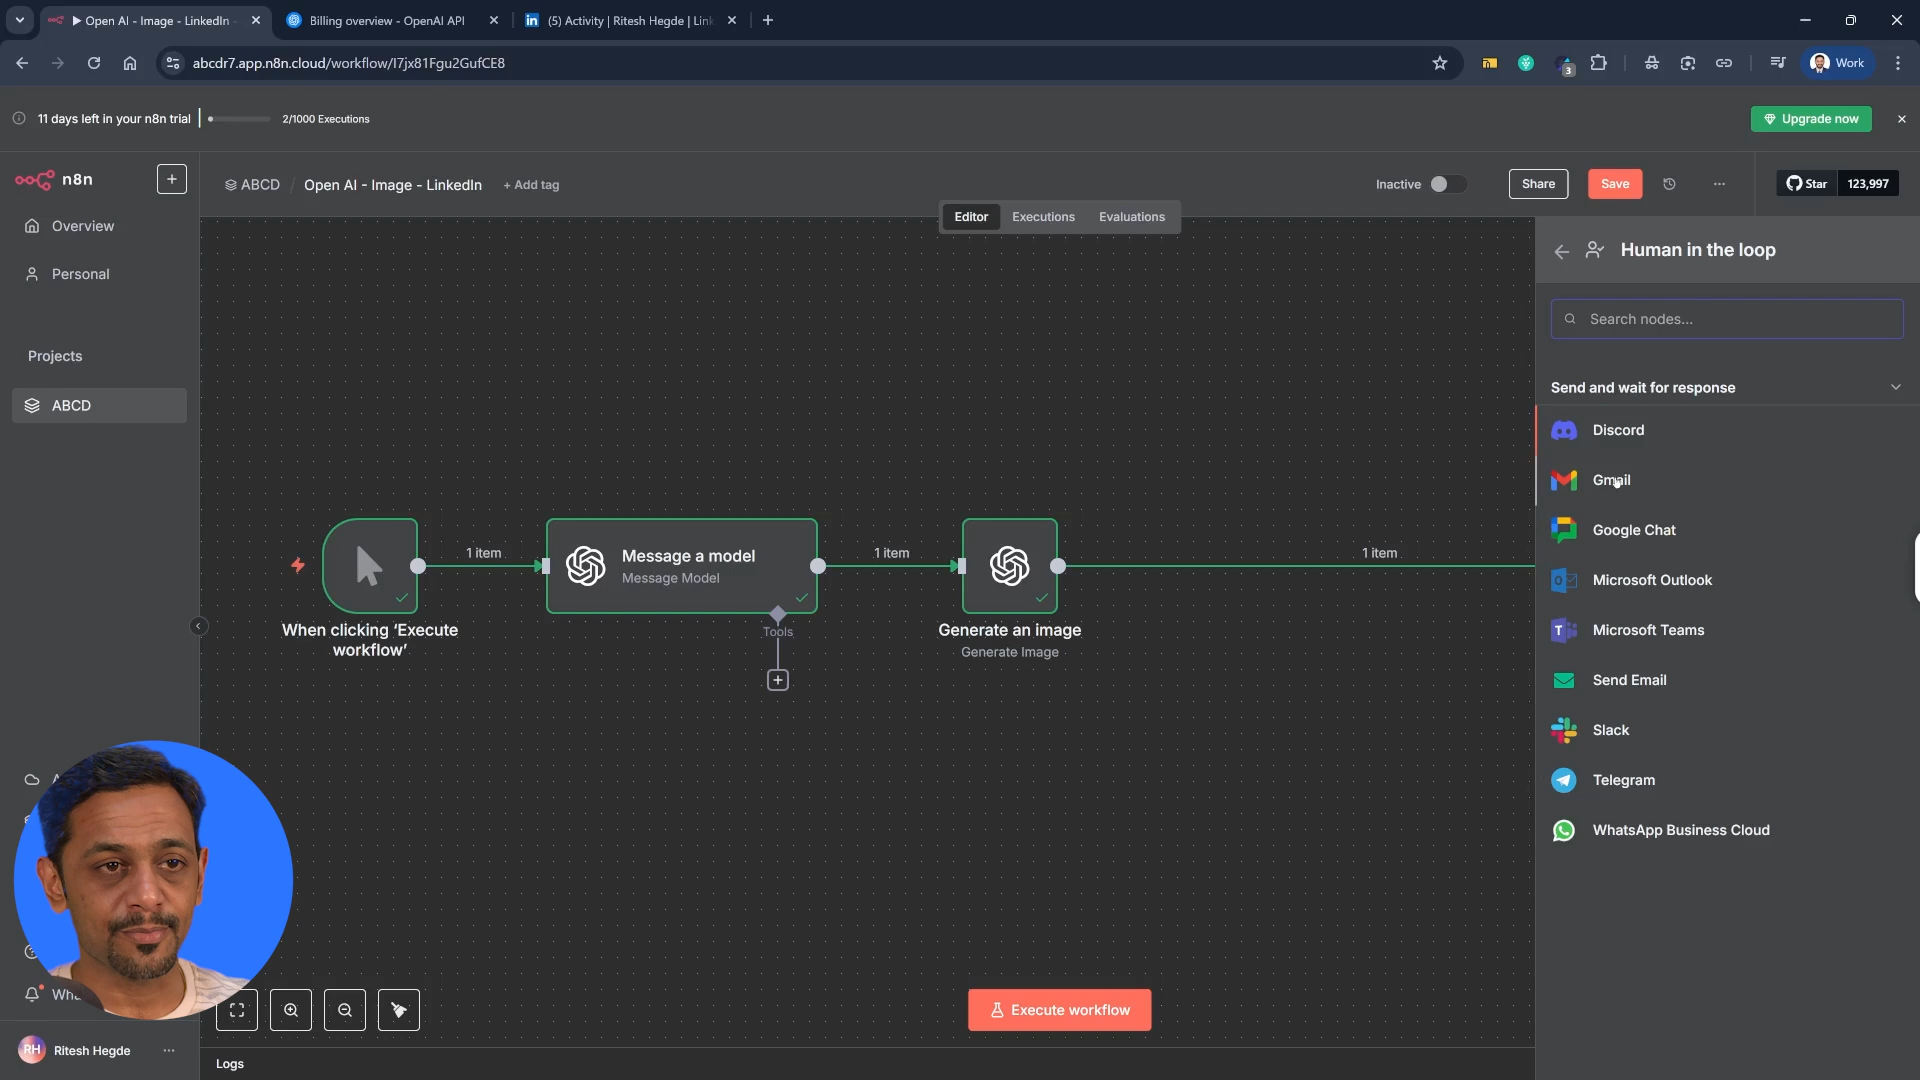 Open AI - Image - LinkedIn -
Billing overview - OpenAI API
in (5) Activity | Ritesh Hegde | Link
abcdr7.app.n8n.cloud/workflow/I7jx81Fgu2GufCE8
3
Work
11 days left in your n8n trial
2/1000 Executions
Upgrade now
n8n
ABCD / Open AI - Image - LinkedIn + Add tag
Inactive
Share
Save
Star 123,997
Editor Executions Evaluations
Overview
Personal
Projects
ABCD
RH Ritesh Hegde
1 item
Message a model
Message Model
1 item
1 item
When clicking ‘Execute
workflow’
Tools
Generate an image
Generate Image
Execute workflow
Logs
Human in the loop
Search nodes...
Send and wait for response
Discord
Gmail
Google Chat
Microsoft Outlook
Microsoft Teams
Send Email
Slack
Telegram
WhatsApp Business Cloud